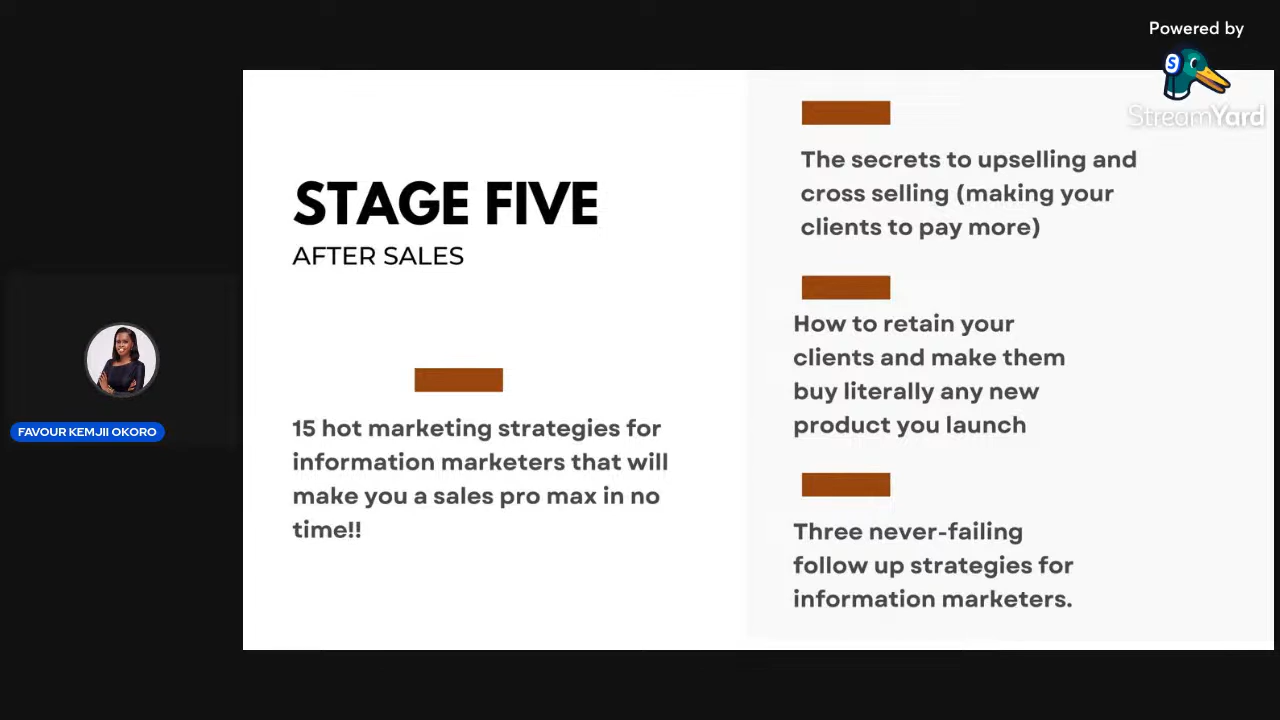 Powered by
StreamYard
STAGE FIVE
AFTER SALES
15 hot marketing strategies for
information marketers that will
make you a sales pro max in no
time!!
The secrets to upselling and
cross selling (making your
clients to pay more)
How to retain your
clients and make them
buy literally any new
product you launch
Three never-failing
follow up strategies for
information marketers.
FAVOUR KEMJII OKORO